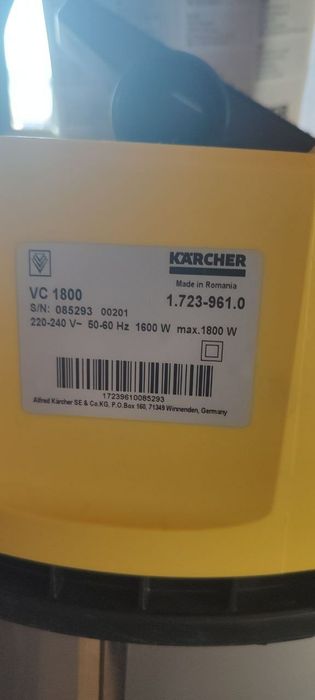 KÄRCHER
Made in Romania
VC 1800 1.723-961.0
S/N: 085293 00201
220-240 V~ 50-60 Hz 1600 W max.1800 W
17239610085293
Alfred Kärcher SE & Co.KG, P.O.Box 160, 71349 Winnenden, Germany